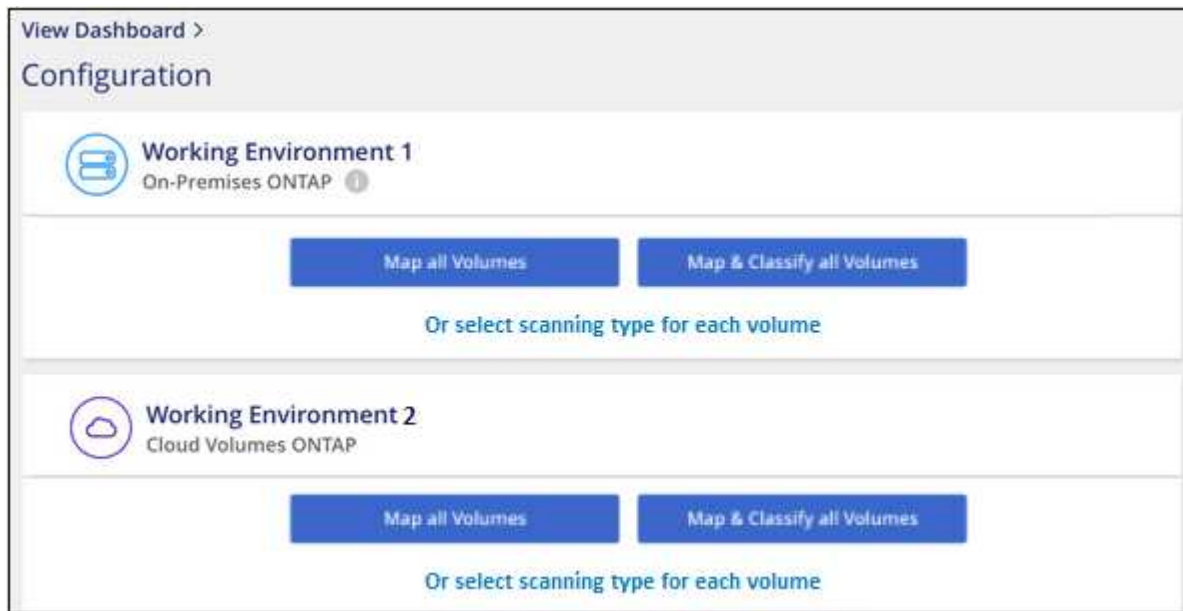 View Dashboard >
Configuration
Working Environment 1
On-Premises ONTAP i
Map all Volumes
Map & Classify all Volumes
Or select scanning type for each volume
Working Environment 2
Cloud Volumes ONTAP
Map all Volumes
Map & Classify all Volumes
Or select scanning type for each volume